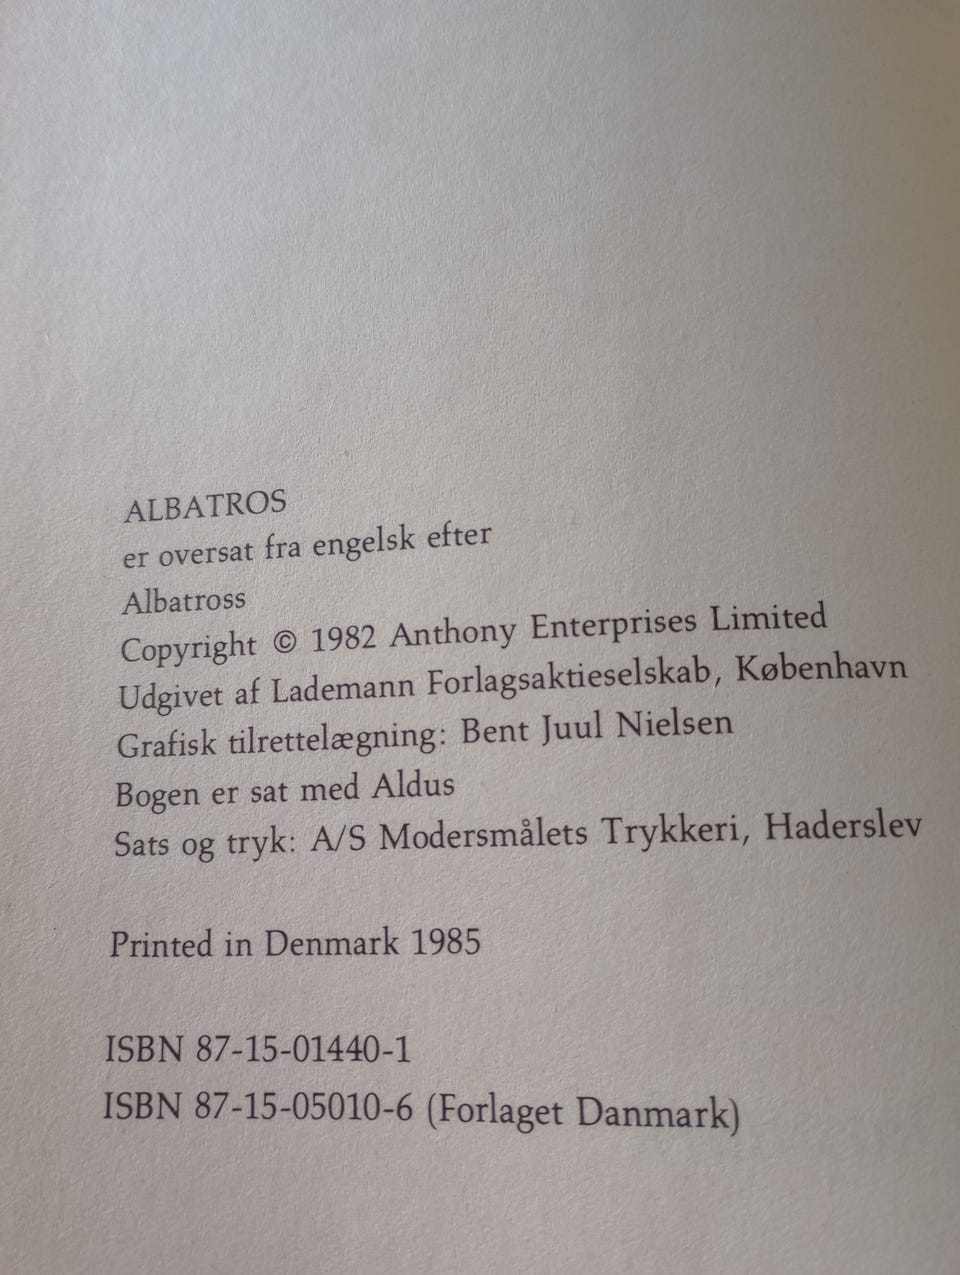 ALBATROS
er oversat fra engelsk efter
Albatross
Copyright © 1982 Anthony Enterprises Limited
Udgivet af Lademann Forlagsaktieselskab, København
Grafisk tilrettelægning: Bent Juul Nielsen
Bogen er sat med Aldus
Sats og tryk: A/S Modersmålets Trykkeri, Haderslev
Printed in Denmark 1985
ISBN 87-15-01440-1
ISBN 87-15-05010-6 (Forlaget Danmark)